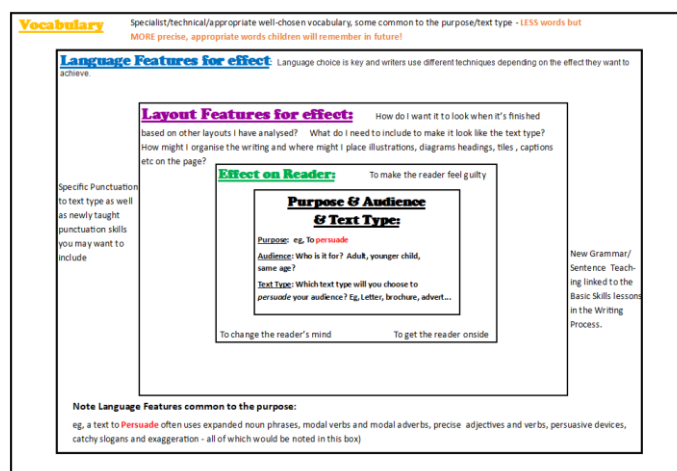 Vocabulary
Specialist/technical/appropriate well-chosen vocabulary, some common to the purpose/text type - LESS words but
MORE precise, appropriate words children will remember in future!
Language Features for effect: Language choice is key and writers use different techniques depending on the effect they want to
achieve.
Layout Features for effect: How do I want it to look when it's finished
based on other layouts I have analysed? What do I need to include to make it look like the text type?
How might I organise the writing and where might I place illustrations, diagrams headings, tiles , captions
etc on the page?
Effect on Reader: To make the reader feel guilty
Specific Punctuation
to text type as well
as newly taught
punctuation skills
you may want to
include
Purpose & Audience
& Text Type:
Purpose: eg, To persuade
Audience: Who is it for? Adult, younger child,
same age?
Text Type: Which text type will you choose to
persuade your audience? Eg, Letter, brochure, advert...
New Grammar/
Sentence Teach-
ing linked to the
Basic Skills lessons
in the Writing
Process.
To change the reader's mind To get the reader onside
Note Language Features common to the purpose:
eg, a text to Persuade often uses expanded noun phrases, modal verbs and modal adverbs, precise adjectives and verbs, persuasive devices,
catchy slogans and exaggeration - all of which would be noted in this box)